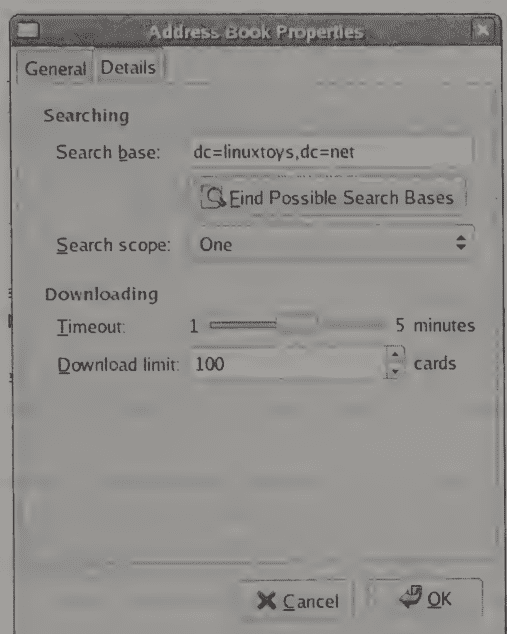 Address Book Properties
General Details
Searching
Search base: dc=linuxtoys,dc=net
Find Possible Search Bases
Search scope: One
Downloading
Timeout: 1 5 minutes
Download limit: 100 cards
Cancel OK